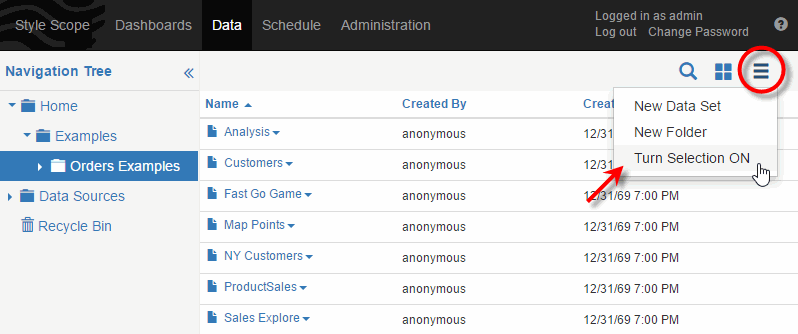 Logged in as admin
Style Scope Dashboards Data Schedule Administration
Log out Change Password
Navigation Tree
Home
Examples
Orders Examples
Data Sources
Recycle Bin
New Data Set
New Folder
Turn Selection ON
Name Created By Creat
Analysis anonymous 12/31/
Customers anonymous 12/31/
Fast Go Game anonymous 12/31/69 7:00 PM
Map Points anonymous 12/31/69 7:00 PM
NY Customers anonymous 12/31/69 7:00 PM
ProductSales anonymous 12/31/69 7:00 PM
Sales Explore anonymous 12/31/69 7:00 PM